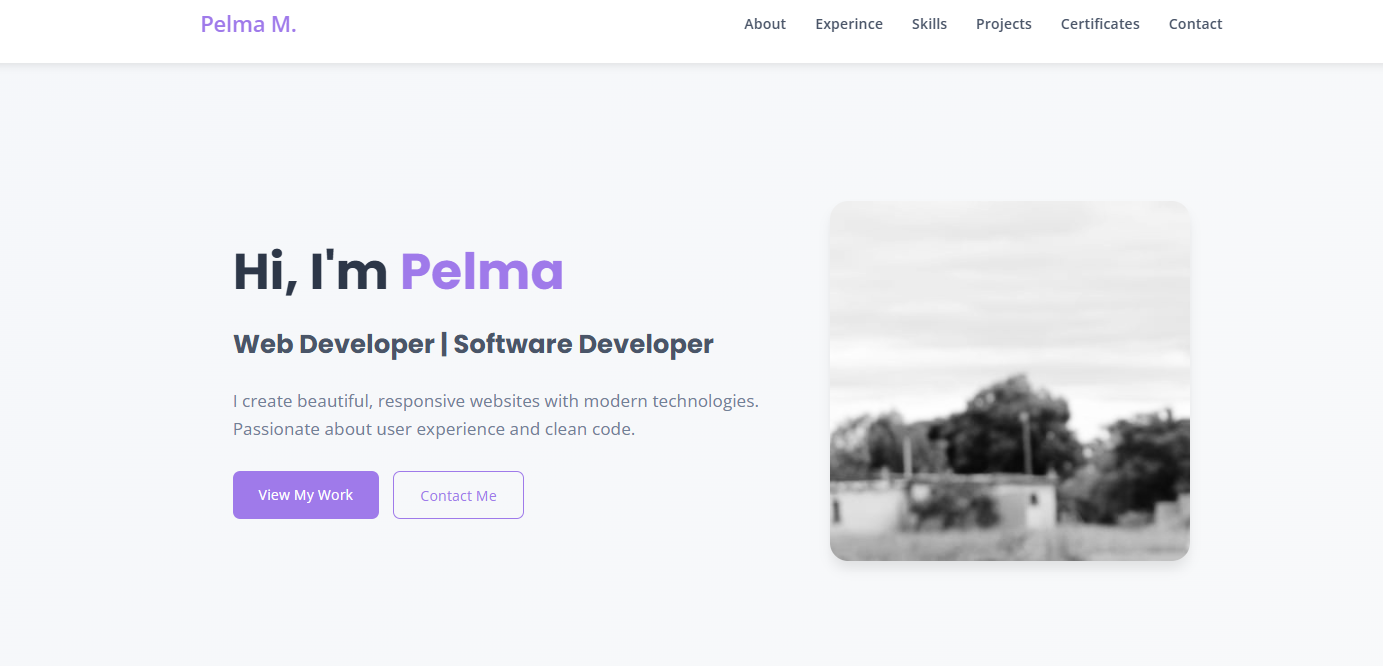 Pelma M.
About Experince Skills Projects Certificates Contact
Hi, I'm Pelma
Web Developer | Software Developer
I create beautiful, responsive websites with modern technologies.
Passionate about user experience and clean code.
View My Work
Contact Me